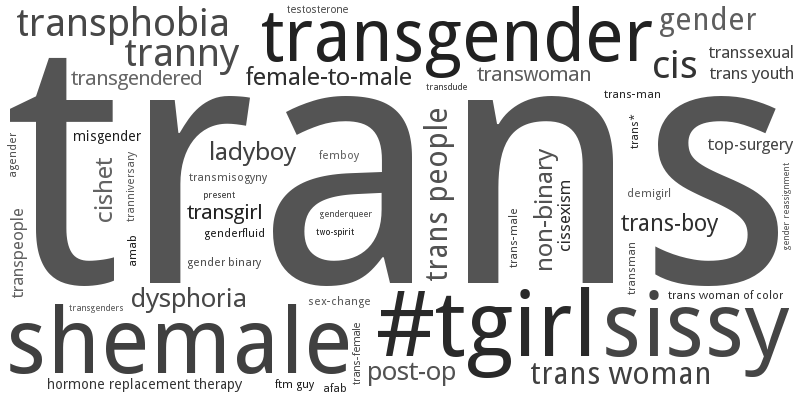 testosterone
transphobia
transgender
gender
tranny
transsexual
cis
female-to-male
transwoman
trans youth
transgendered
transdude
trans-man
trans
misgender
agender
cishet
tranniversary
ladyboy
femboy
trans people
trans*
top-surgery
transmisogyny
present
non-binary
cissexism
demigirl
gender reassignment
transgirl
genderqueer
genderfluid
two-spirit
trans-male
trans-boy
transpeople
amab
gender binary
transman
dysphoria
sex-change
trans woman of color
transgenders
shemale
#tgirl
sissy
trans-female
post-op
trans woman
hormone replacement therapy
ftm guy
afab